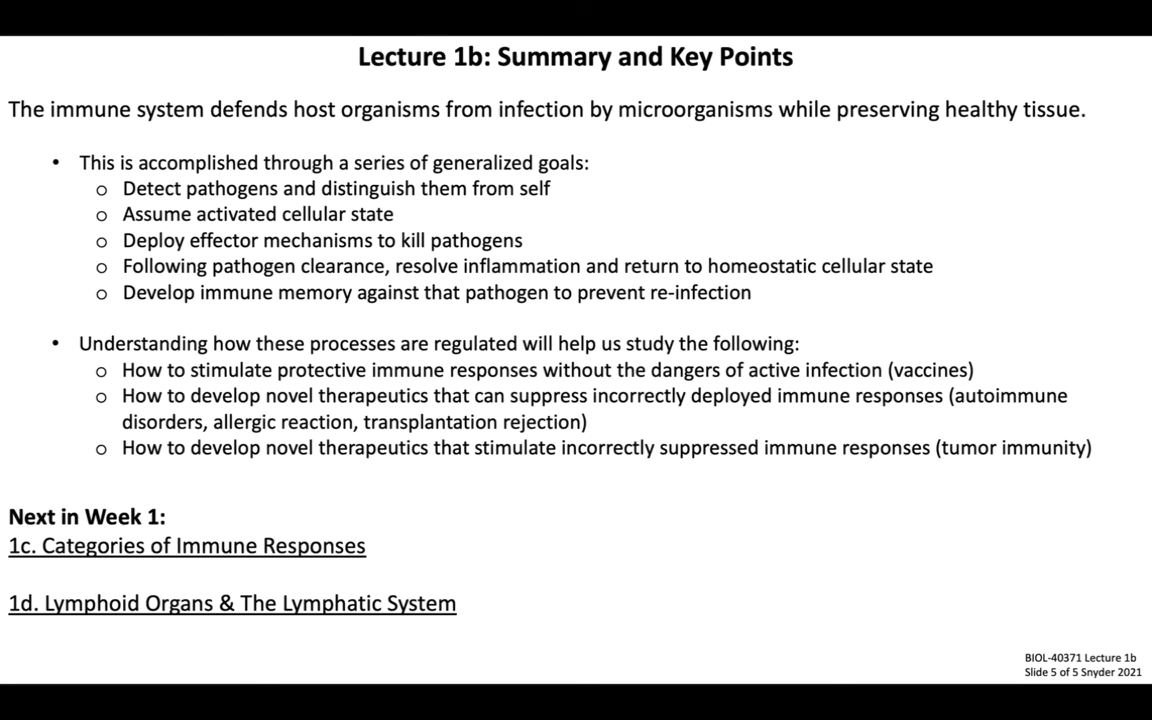 Lecture 1b: Summary and Key Points
The immune system defends host organisms from infection by microorganisms while preserving healthy tissue.
• This is accomplished through a series of generalized goals:
o Detect pathogens and distinguish them from self
o Assume activated cellular state
o Deploy effector mechanisms to kill pathogens
o Following pathogen clearance, resolve inflammation and return to homeostatic cellular state
o Develop immune memory against that pathogen to prevent re-infection
• Understanding how these processes are regulated will help us study the following:
o How to stimulate protective immune responses without the dangers of active infection (vaccines)
o How to develop novel therapeutics that can suppress incorrectly deployed immune responses (autoimmune
disorders, allergic reaction, transplantation rejection)
o How to develop novel therapeutics that stimulate incorrectly suppressed immune responses (tumor immunity)
Next in Week 1:
1c. Categories of Immune Responses
1d. Lymphoid Organs & The Lymphatic System
BIOL-40371 Lecture 1b
Slide 5 of 5 Snyder 2021